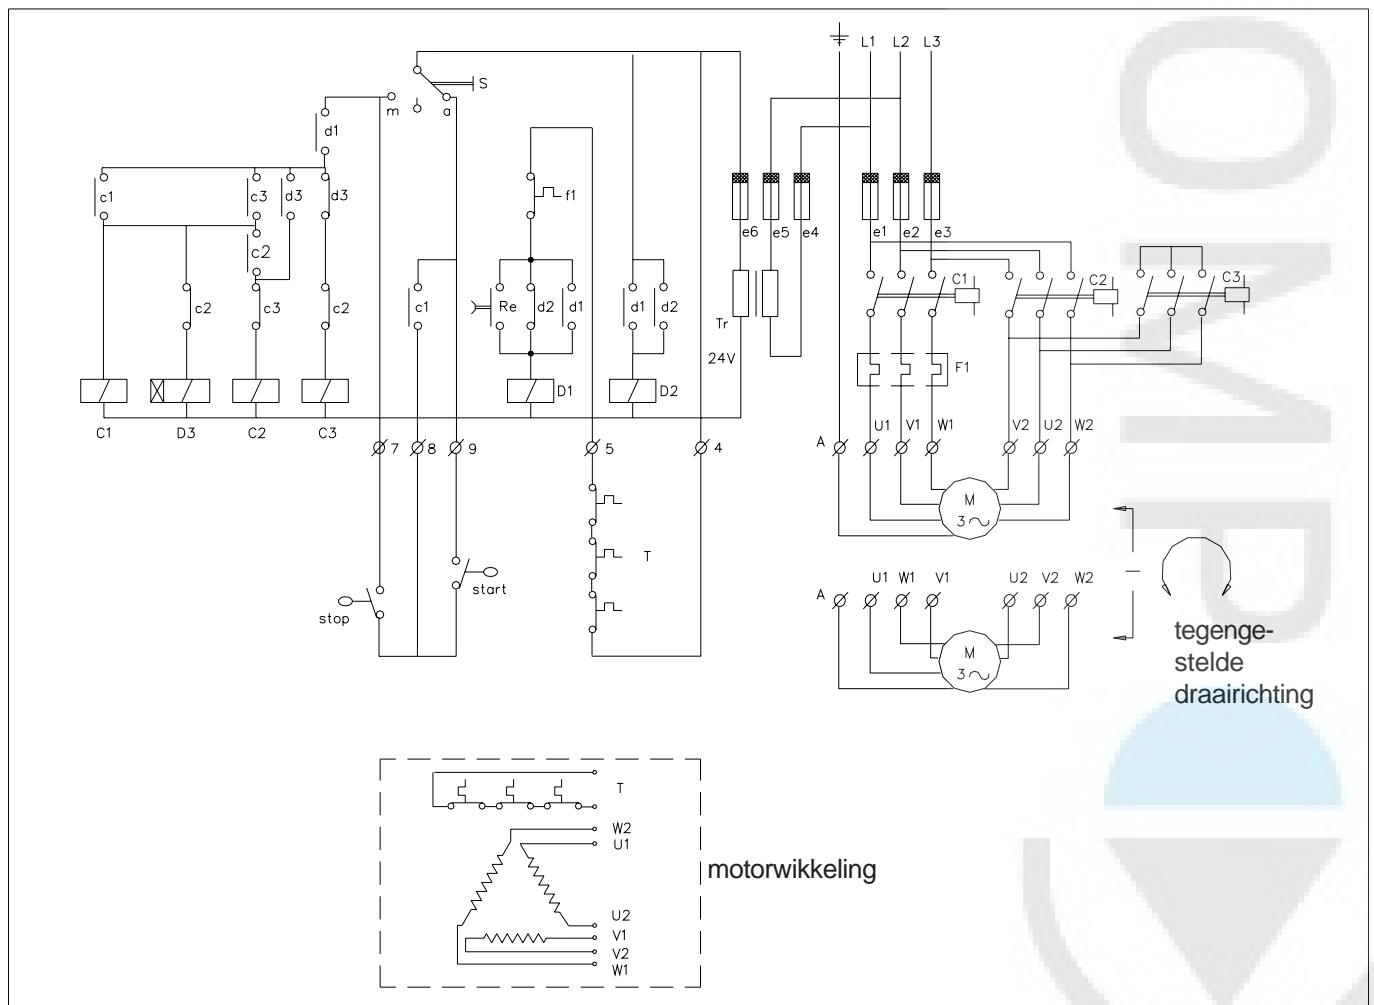 L1 L2 L3
S
m a
d1
c1 c3 d3 d3
f1
e6 e5 e4 e1 e2 e3
c2
c2 c3 c2 c1 Re d2 d1 d1 d2
Tr
24V
C1 C2 C3
F1
D1 D2
C1 D3 C2 C3
7 8 9 5 4
A U1 V1 W1 V2 U2 W2
M
3
T
stop
start
A U1 W1 V1 U2 V2 W2
M
3
tegenge-
stelde
draairichting
T
W2
U1
motorwikkeling
U2
V1
V2
W1
OMPR